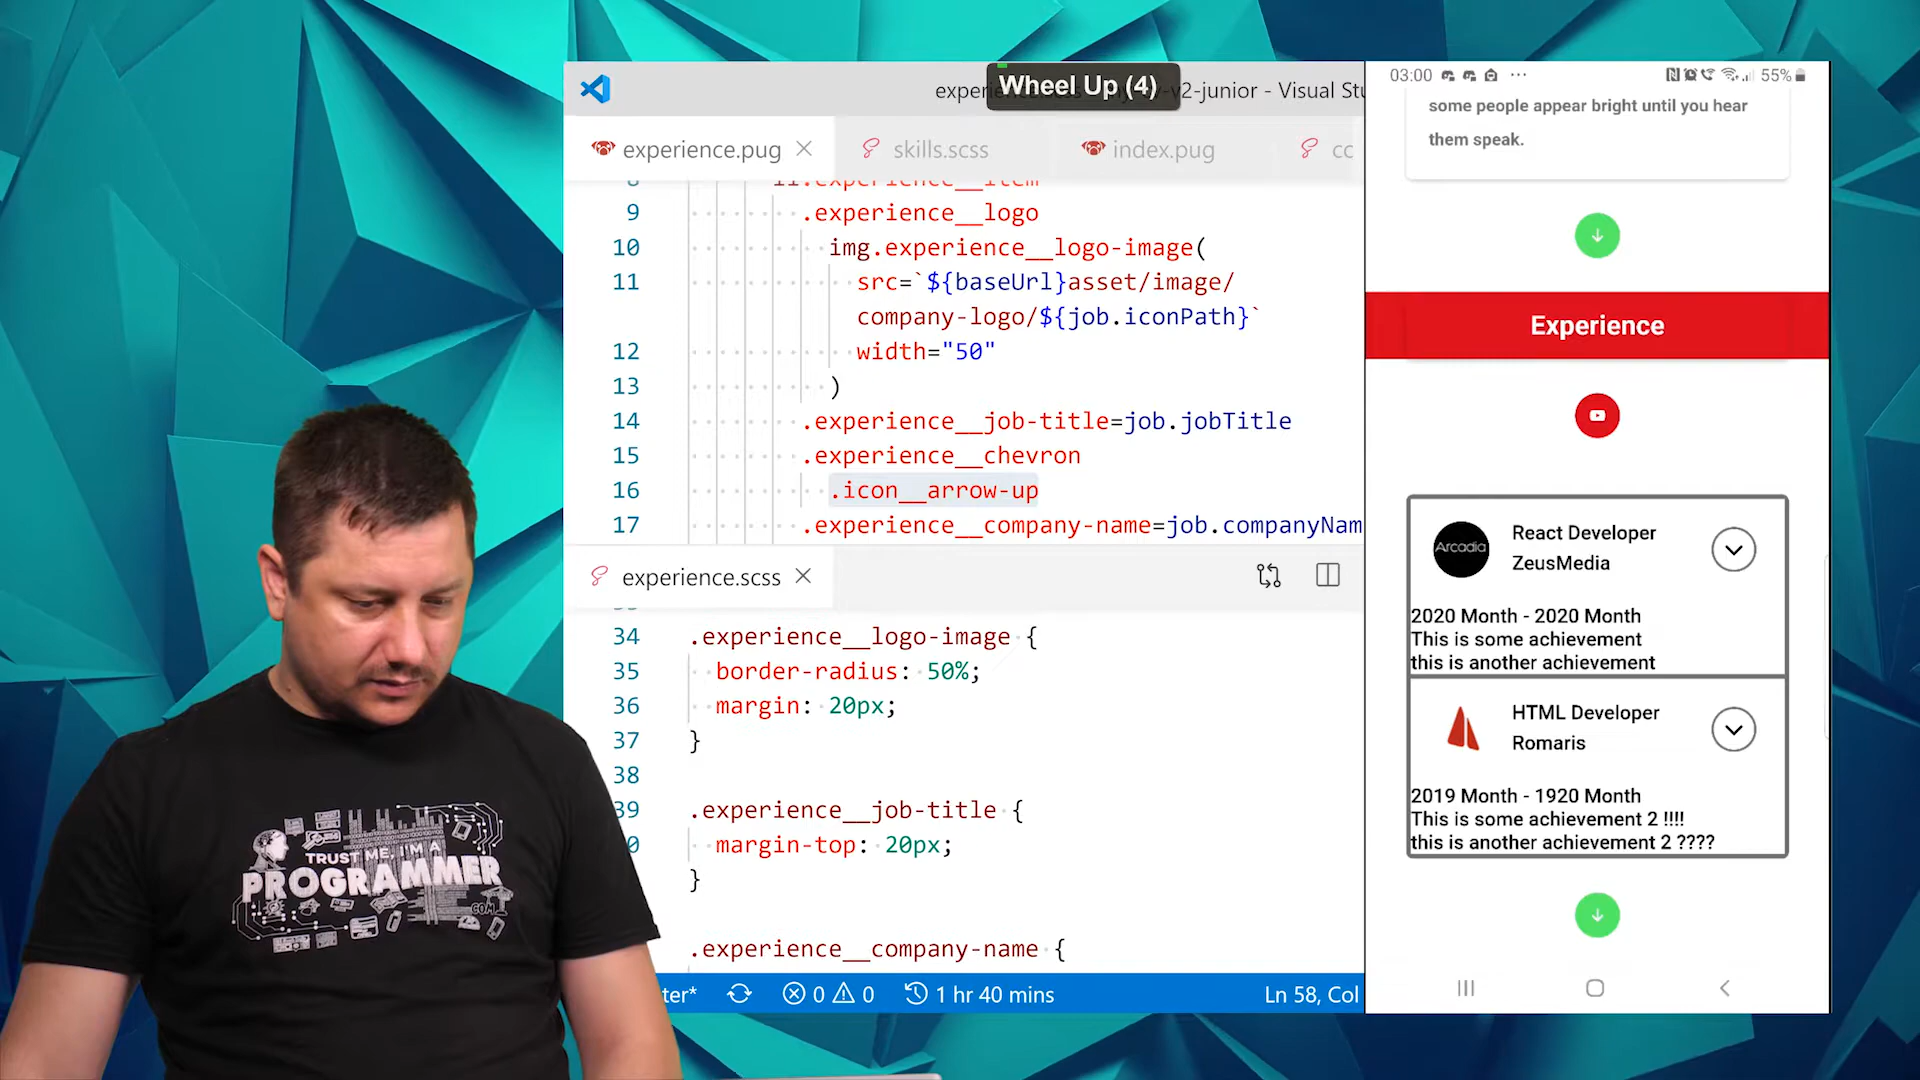 Wheel Up (4)
v2-junior - Visual Stu
experience.pug
skills.scss
index.pug
9 .experience__logo
10 img.experience__logo-image(
11 src=`${baseUrl}asset/image/
company-logo/${job.iconPath}`
12 width="50"
13 )
14 .experience__job-title=job.jobTitle
15 .experience__chevron
16 .icon__arrow-up
17 .experience__company-name=job.companyNam
experience.scss
34 .experience__logo-image {
35 border-radius: 50%;
36 margin: 20px;
37 }
38
39 .experience__job-title {
0 margin-top: 20px;
}
.experience__company-name {
ter* 0 0 1 hr 40 mins Ln 58, Col
03:00 55%
some people appear bright until you hear
them speak.
Experience
Arcadia
React Developer
ZeusMedia
2020 Month - 2020 Month
This is some achievement
this is another achievement
HTML Developer
Romaris
2019 Month - 1920 Month
This is some achievement 2 !!!!
this is another achievement 2 ????
TRUST ME, I'M A
PROGRAMMER
.COM